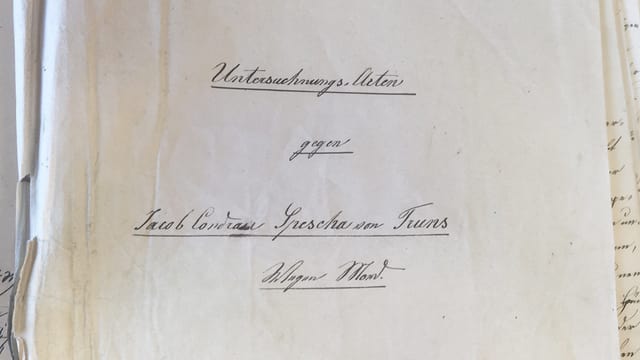 Untersuchungs-Acten
gegen
Jacob Condrau Spescha von Truns
Wegen Mord.